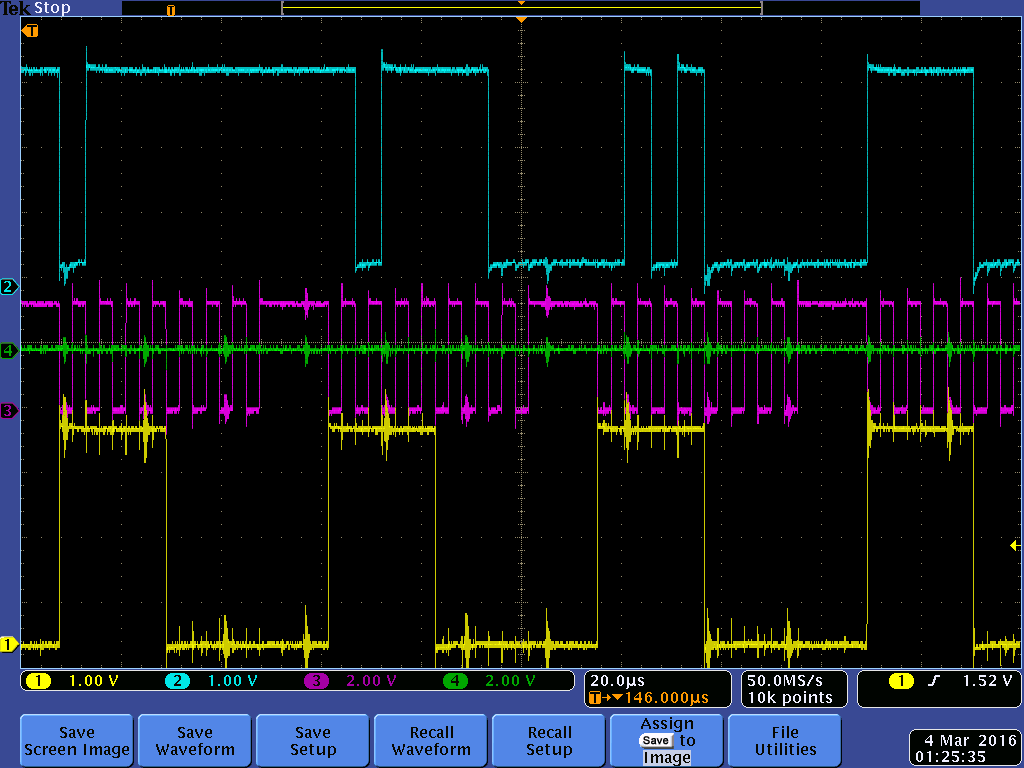 Tek Stop
T
T
2
4
3
1
1 1.00 V 2 1.00 V 3 2.00 V 4 2.00 V
20.0µs
T→▼146.000µs
50.0MS/s
10k points
1 1.52 V
Save
Screen Image
Save
Waveform
Save
Setup
Recall
Waveform
Recall
Setup
Assign
Save to
Image
File
Utilities
4 Mar 2016
01:25:35